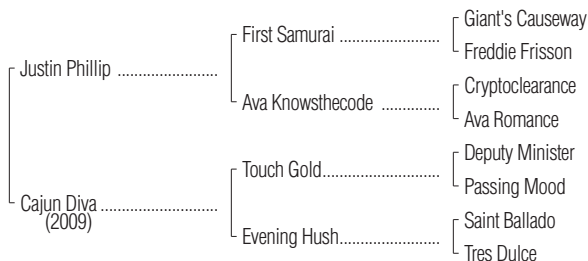 Giant's Causeway
First Samurai ....................
Freddie Frisson
Justin Phillip ....................
Cryptoclearance
Ava Knowsthecode ............
Ava Romance
Deputy Minister
Touch Gold.......................
Passing Mood
Cajun Diva ........................
(2009)
Saint Ballado
Evening Hush....................
Tres Dulce